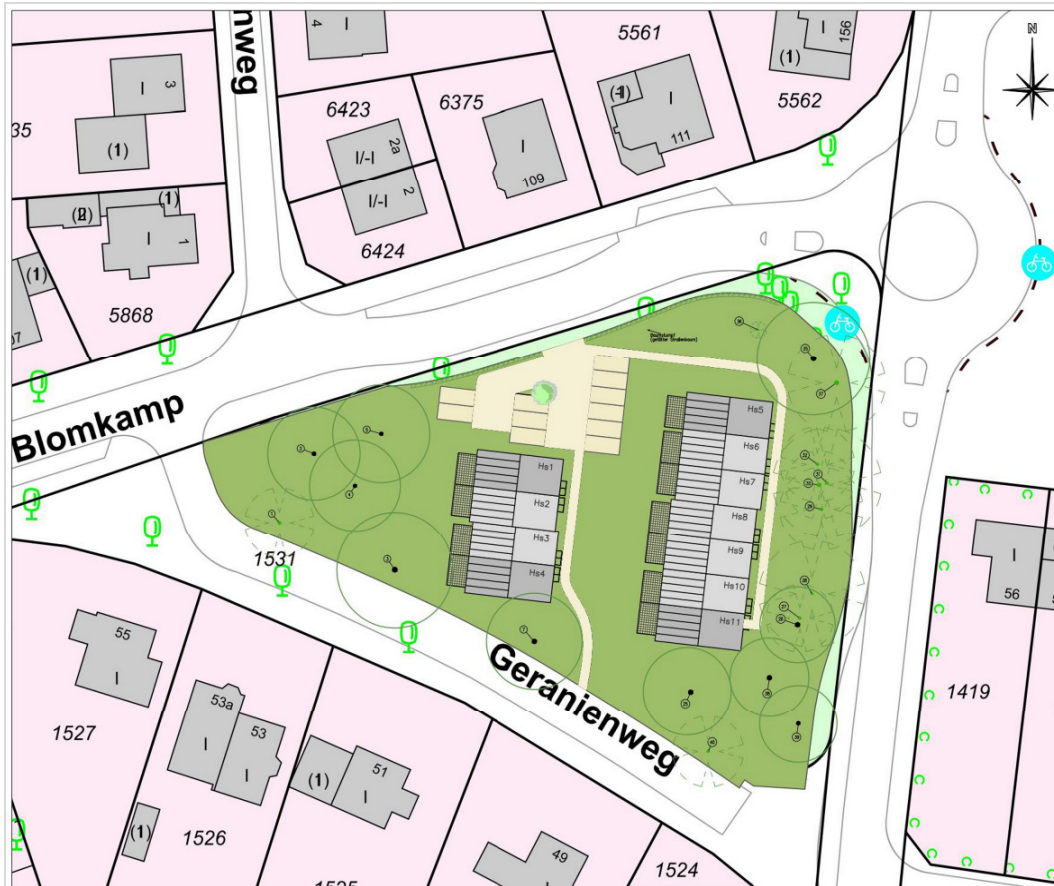 nweg
4
5561
156
(1)
N
3
I
I
I
5562
6423
6375
35
(1)
2a
I/-I
I
111
I/-I
2
109
(1)
I
1
6424
(1)
5868
Blomkamp
Hs5
Hs6
Hs1
Hs7
Hs2
Hs8
Hs3
Hs9
Hs4
Hs10
Hs11
1531
I
56
Geranienweg
55
I
1419
53a
53
I
I
51
I
(1)
1527
(1)
1526
49
1524
1525